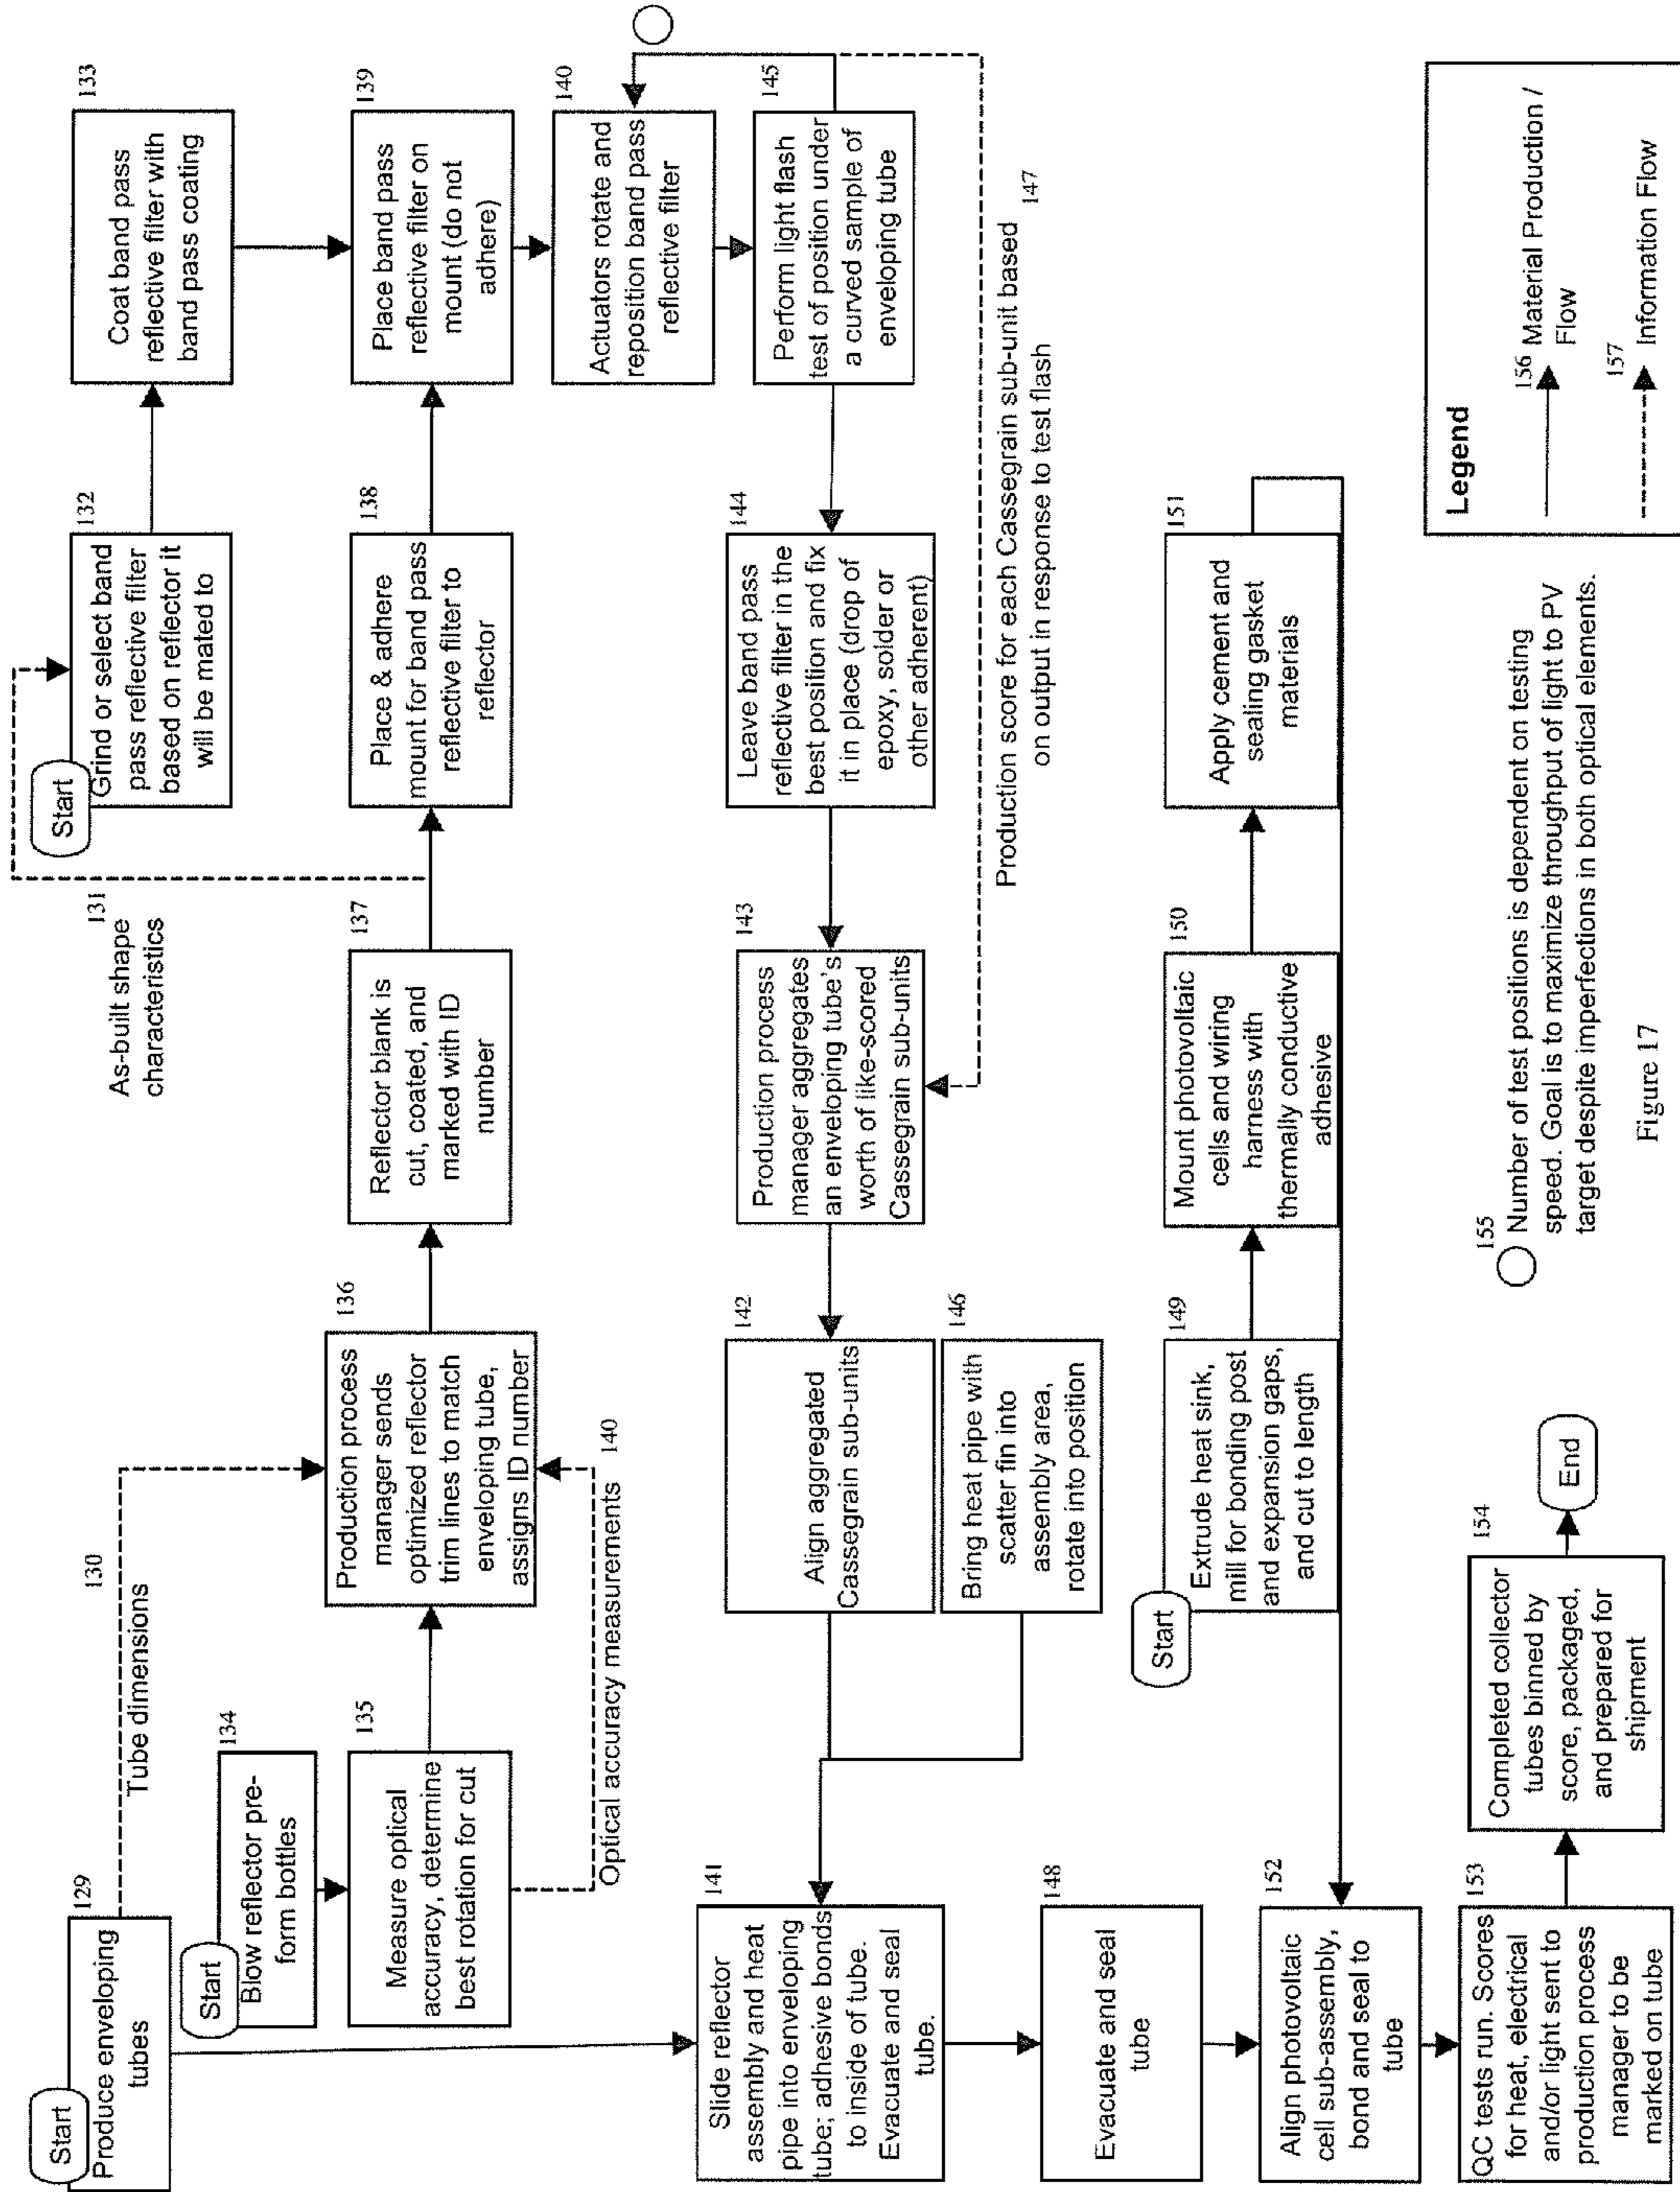 Start
129
Produce enveloping
tubes
130
Tube dimensions
Start
134
Blow reflector pre-
form bottles
135
Measure optical
accuracy, determine
best rotation for cut
Optical accuracy measurements
140
136
Production process
manager sends
optimized reflector
trim lines to match
enveloping tube,
assigns ID number
137
Reflector blank is
cut, coated, and
marked with ID
number
131
As-built shape
characteristics
Start
132
Grind or select band
pass reflective filter
based on reflector it
will be mated to
133
Coat band pass
reflective filter with
band pass coating
138
Place & adhere
mount for band pass
reflective filter to
reflector
139
Place band pass
reflective filter on
mount (do not
adhere)
140
Actuators rotate and
reposition band pass
reflective filter
145
Perform light flash
test of position under
a curved sample of
enveloping tube
144
Leave band pass
reflective filter in the
best position and fix
it in place (drop of
epoxy, solder or
other adherent)
143
Production process
manager aggregates
an enveloping tube's
worth of like-scored
Cassegrain sub-units
Production score for each Cassegrain sub-unit based
on output in response to test flash
147
142
Align aggregated
Cassegrain sub-units
146
Bring heat pipe with
scatter fin into
assembly area,
rotate into position
141
Slide reflector
assembly and heat
pipe into enveloping
tube; adhesive bonds
to inside of tube.
Evacuate and seal
tube.
148
Evacuate and seal
tube
Start
149
Extrude heat sink,
mill for bonding post
and expansion gaps,
and cut to length
150
Mount photovoltaic
cells and wiring
harness with
thermally conductive
adhesive
151
Apply cement and
sealing gasket
materials
152
Align photovoltaic
cell sub-assembly,
bond and seal to
tube
153
QC tests run. Scores
for heat, electrical
and/or light sent to
production process
manager to be
marked on tube
154
Completed collector
tubes binned by
score, packaged,
and prepared for
shipment
End
155
Number of test positions is dependent on testing
speed. Goal is to maximize throughput of light to PV
target despite imperfections in both optical elements.
Legend
156 Material Production /
Flow
157
Information Flow
Figure 17